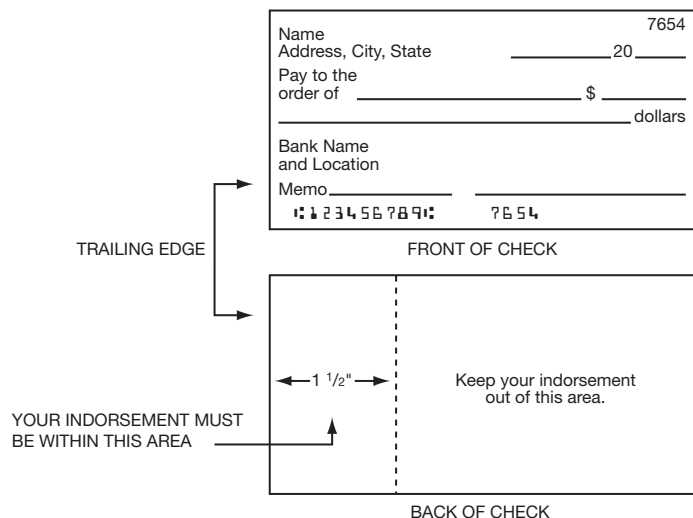 7654
Name
Address, City, State 20
Pay to the
order of $
dollars
Bank Name
and Location
Memo
⑆123456789⑆ 7654
TRAILING EDGE
FRONT OF CHECK
1 1/2"
Keep your indorsement
out of this area.
YOUR INDORSEMENT MUST
BE WITHIN THIS AREA
BACK OF CHECK